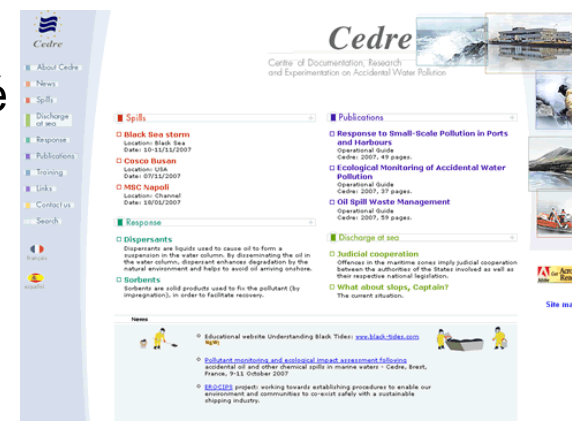 Cedre
About Cedre
News
Spills
Discharge
at sea
Response
Publications
Training
Links
Contact us
Search
français
español
é
Cedre
Centre of Documentation, Research
and Experimentation on Accidental Water Pollution
Spills
Black Sea storm
Location: Black Sea
Date: 10-11/11/2007
Cosco Busan
Location: USA
Date: 07/11/2007
MSC Napoli
Location: Channel
Date: 18/01/2007
Response
Dispersants
Dispersants are liquids used to cause oil to form a
suspension in the water column. By disseminating the oil in
the water column, dispersant enhances degradation by the
natural environment and helps to avoid oil arriving onshore.
Sorbents
Sorbents are solid products used to fix the pollutant (by
impregnation), in order to facilitate recovery.
Publications
Response to Small-Scale Pollution in Ports
and Harbours
Operational Guide
Cedre: 2007, 49 pages.
Ecological Monitoring of Accidental Water
Pollution
Operational Guide
Cedre: 2007, 37 pages.
Oil Spill Waste Management
Operational Guide
Cedre: 2007, 59 pages.
Discharge at sea
Judicial cooperation
Offences in the maritime zones imply judicial cooperation
between the authorities of the States involved as well as
their respective national legislation.
What about slops, Captain?
The current situation.
Site ma
News
Educational website Understanding Black Tides: www.black-tides.com
Pollutant monitoring and ecological impact assessment following
accidental oil and other chemical spills in marine waters - Cedre, Brest,
France, 9-11 October 2007
EROCIPS project: working towards establishing procedures to enable our
environment and communities to co-exist safely with a sustainable
shipping industry.